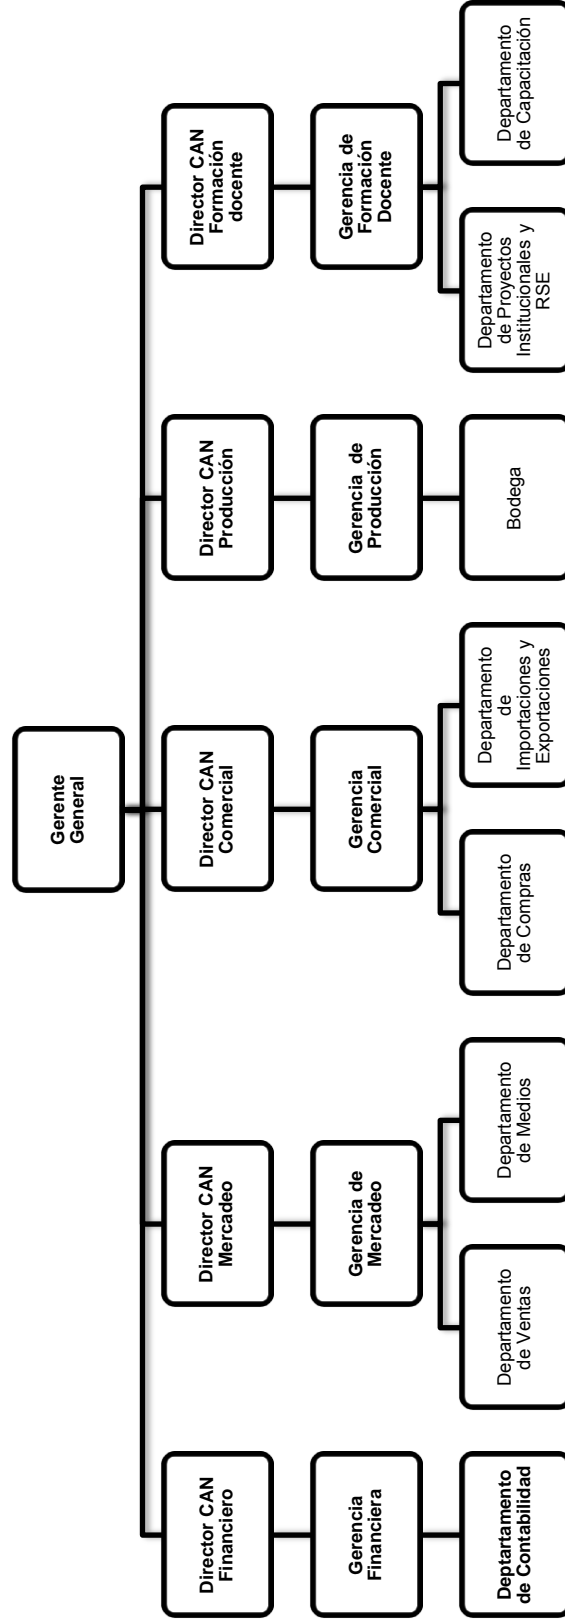 Gerente
General
Director CAN
Financiero
Director CAN
Mercadeo
Director CAN
Comercial
Director CAN
Producción
Director CAN
Formación
docente
Gerencia
Financiera
Gerencia de
Mercadeo
Gerencia
Comercial
Gerencia de
Producción
Gerencia de
Formación
Docente
Deptartamento
de Contabilidad
Departamento
de Ventas
Departamento
de Medios
Departamento
de Compras
Departamento
de
Importaciones y
Exportaciones
Bodega
Departamento
de Proyectos
Institucionales y
RSE
Departamento
de Capacitación